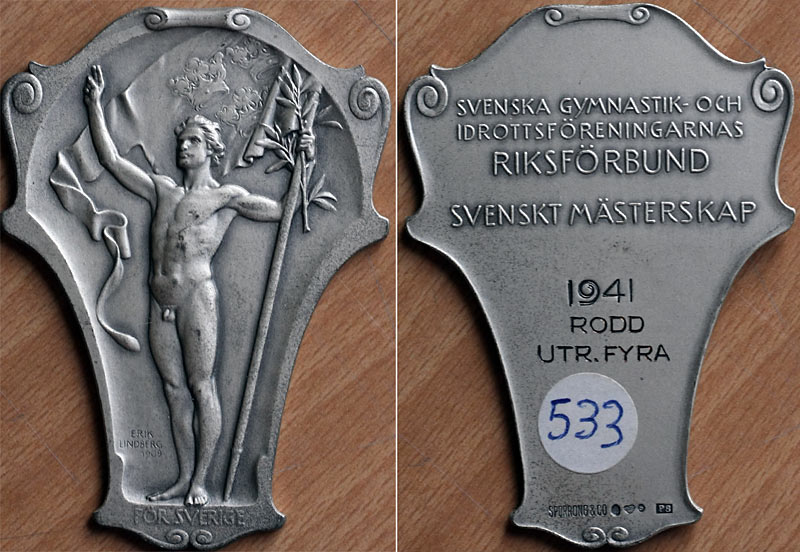 ERIK
LINDBERG
1909
FÖR SVERIGE
SVENSKA GYMNASTIK- OCH
IDROTTSFÖRENINGARNAS
RIKSFÖRBUND
SVENSKT MÄSTERSKAP
1941
RODD
UTR. FYRA
533
SPORRONG & CO